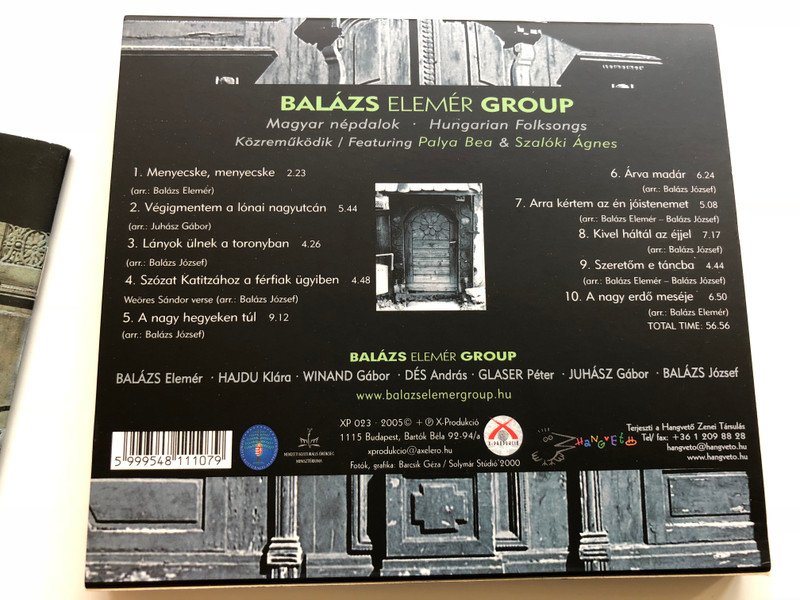 BALÁZS ELEMÉR GROUP
Magyar népdalok · Hungarian Folksongs
Közreműködik / Featuring Palya Bea & Szalóki Ágnes
1. Menyecske, menyecske 2.23
(arr.: Balázs Elemér)
2. Végigmentem a lónai nagyutcán 5.44
(arr.: Juhász Gábor)
3. Lányok ülnek a toronyban 4.26
(arr.: Balázs József)
4. Szózat Katitzához a férfiak ügyiben 4.48
Weöres Sándor verse (arr.: Balázs József)
5. A nagy hegyeken túl 9.12
(arr.: Balázs József)
6. Árva madár 6.24
(arr.: Balázs József)
7. Arra kértem az én jóistenemet 5.08
(arr.: Balázs Elemér – Balázs József)
8. Kivel háltál az éjjel 7.17
(arr.: Balázs József)
9. Szeretőm e táncba 4.44
(arr.: Balázs Elemér – Balázs József)
10. A nagy erdő meséje 6.50
(arr.: Balázs Elemér)
TOTAL TIME: 56.56
BALÁZS ELEMÉR GROUP
BALÁZS Elemér · HAJDU Klára · WINAND Gábor · DÉS András · GLASER Péter · JUHÁSZ Gábor · BALÁZS József
www.balazselemergroup.hu
5 999548 111079
NEMZETI KULTURÁLIS ÖRÖKSÉG
MINISZTÉRIUMA
XP 023 · 2005 © + ℗ X-Produkció
1115 Budapest, Bartók Béla 92-94/a
xprodukcio@axelero.hu
Fotók, grafika: Barcsik Géza / Solymár Stúdió'2000
X-PRODUKCIÓ
HANGVETŐ
Terjeszti a Hangvető Zenei Társulás
Tel/ fax: +36 1 209 88 28
hangveto@hangveto.hu
www.hangveto.hu